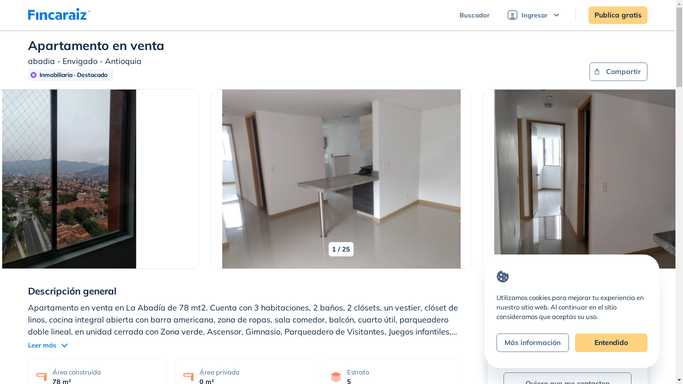 Fincaraiz
Buscador
Ingresar
Publica gratis
Apartamento en venta
abadia - Envigado - Antioquia
Inmobiliaria - Destacado
Compartir
1 / 25
Descripción general
Apartamento en venta en La Abadía de 78 mt2. Cuenta con 3 habitaciones, 2 baños, 2 clósets, un vestier, clóset de
linos, cocina integral abierta con barra americana, zona de ropas, sala comedor, balcón, cuarto útil, parqueadero
doble lineal, en unidad cerrada con Zona verde, Ascensor, Gimnasio, Parqueadero de Visitantes, Juegos infantiles,...
Leer más
Área construida
78 m²
Área privada
0 m²
Estrato
5
Utilizamos cookies para mejorar tu experiencia en
nuestro sitio web. Al continuar en el sitio
consideramos que aceptas su uso.
Más información
Entendido
Quiero que me contacten